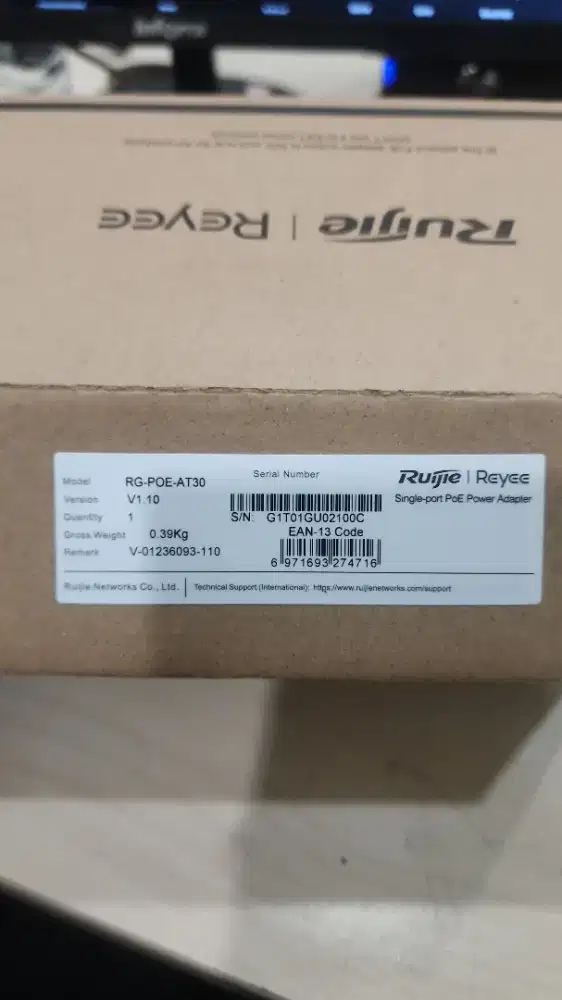 Ruijie | Reyee
Model RG-POE-AT30
Version V1.10
Quantity 1
Gross Weight 0.39Kg
Remark V-01236093-110
Serial Number
S/N: G1T01GU02100C
EAN-13 Code
6 971693 274716
Ruijie | Reyee
Single-port PoE Power Adapter
Ruijie Networks Co., Ltd. | Technical Support (International): https://www.ruijienetworks.com/support